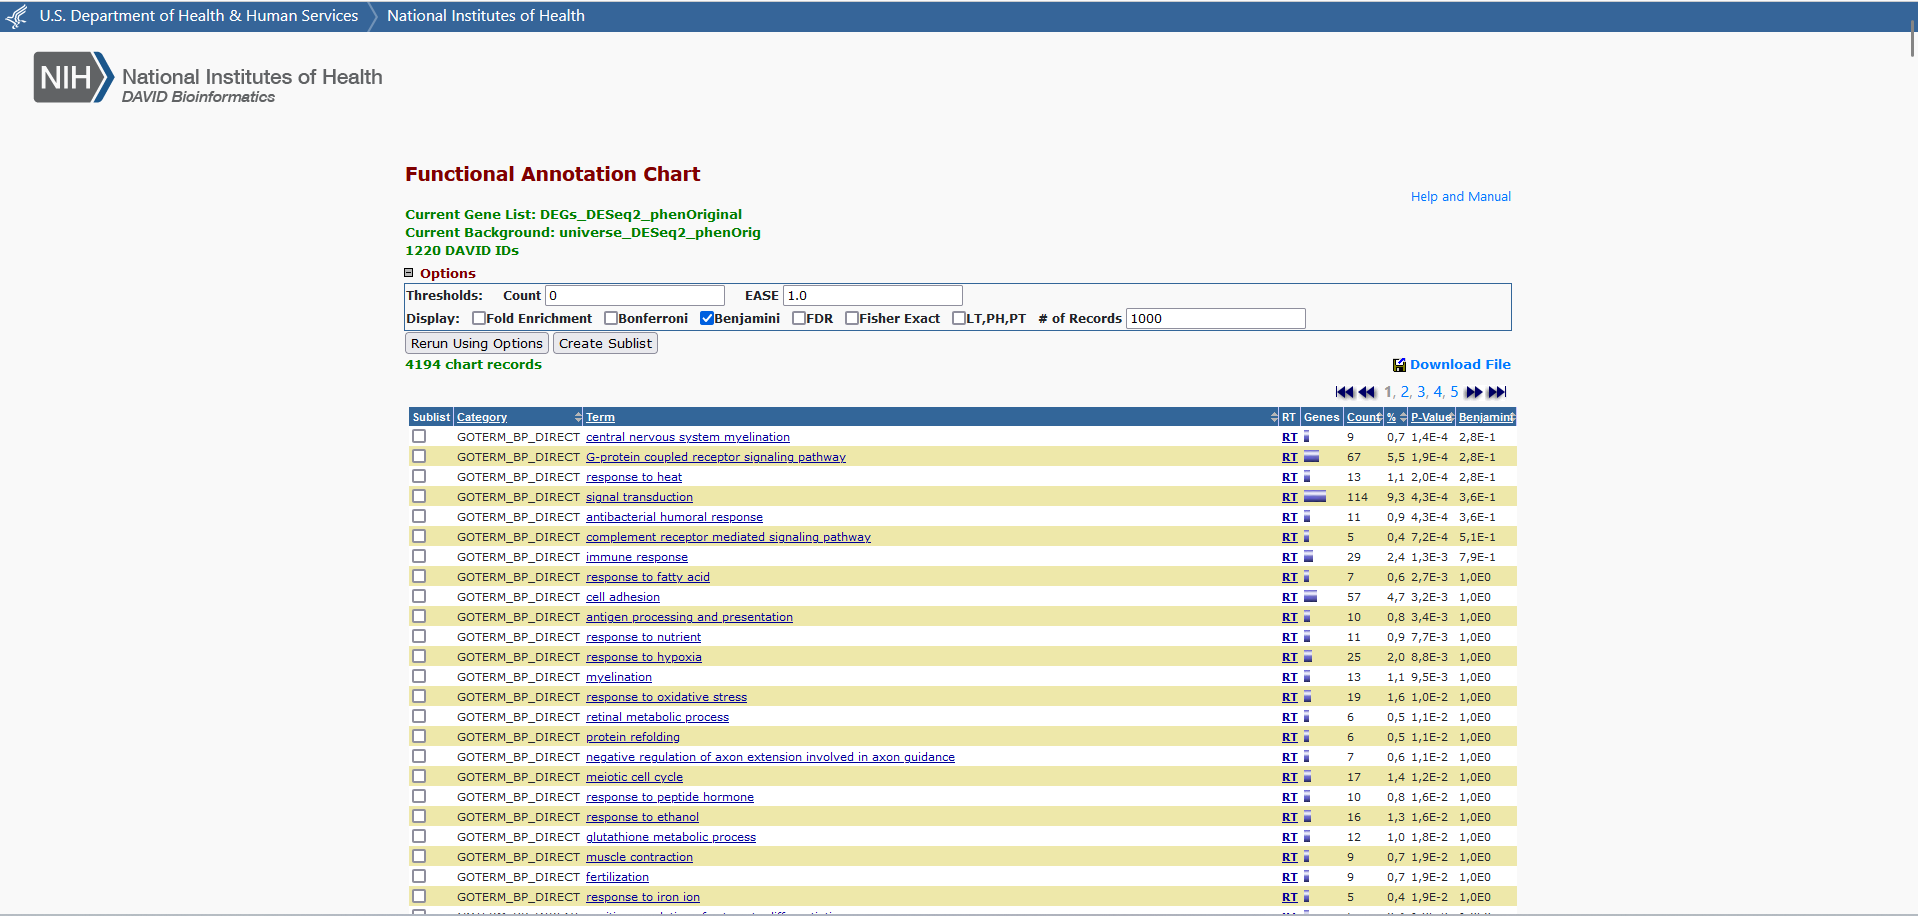 U.S. Department of Health & Human Services National Institutes of Health
NIH National Institutes of Health
DAVID Bioinformatics
Functional Annotation Chart
Help and Manual
Current Gene List: DEGs_DESeq2_phenOriginal
Current Background: universe_DESeq2_phenOrig
1220 DAVID IDs
Options
Thresholds: Count 0 EASE 1.0
Display: Fold Enrichment Bonferroni Benjamini FDR Fisher Exact LT,PH,PT # of Records 1000
Rerun Using Options Create Sublist
4194 chart records Download File
1, 2, 3, 4, 5
Sublist Category Term RT Genes Count % P-Value Benjamini
GOTERM_BP_DIRECT central nervous system myelination RT 9 0,7 1,4E-4 2,8E-1
GOTERM_BP_DIRECT G-protein coupled receptor signaling pathway RT 67 5,5 1,9E-4 2,8E-1
GOTERM_BP_DIRECT response to heat RT 13 1,1 2,0E-4 2,8E-1
GOTERM_BP_DIRECT signal transduction RT 114 9,3 4,3E-4 3,6E-1
GOTERM_BP_DIRECT antibacterial humoral response RT 11 0,9 4,3E-4 3,6E-1
GOTERM_BP_DIRECT complement receptor mediated signaling pathway RT 5 0,4 7,2E-4 5,1E-1
GOTERM_BP_DIRECT immune response RT 29 2,4 1,3E-3 7,9E-1
GOTERM_BP_DIRECT response to fatty acid RT 7 0,6 2,7E-3 1,0E0
GOTERM_BP_DIRECT cell adhesion RT 57 4,7 3,2E-3 1,0E0
GOTERM_BP_DIRECT antigen processing and presentation RT 10 0,8 3,4E-3 1,0E0
GOTERM_BP_DIRECT response to nutrient RT 11 0,9 7,7E-3 1,0E0
GOTERM_BP_DIRECT response to hypoxia RT 25 2,0 8,8E-3 1,0E0
GOTERM_BP_DIRECT myelination RT 13 1,1 9,5E-3 1,0E0
GOTERM_BP_DIRECT response to oxidative stress RT 19 1,6 1,0E-2 1,0E0
GOTERM_BP_DIRECT retinal metabolic process RT 6 0,5 1,1E-2 1,0E0
GOTERM_BP_DIRECT protein refolding RT 6 0,5 1,1E-2 1,0E0
GOTERM_BP_DIRECT negative regulation of axon extension involved in axon guidance RT 7 0,6 1,1E-2 1,0E0
GOTERM_BP_DIRECT meiotic cell cycle RT 17 1,4 1,2E-2 1,0E0
GOTERM_BP_DIRECT response to peptide hormone RT 10 0,8 1,6E-2 1,0E0
GOTERM_BP_DIRECT response to ethanol RT 16 1,3 1,6E-2 1,0E0
GOTERM_BP_DIRECT glutathione metabolic process RT 12 1,0 1,8E-2 1,0E0
GOTERM_BP_DIRECT muscle contraction RT 9 0,7 1,9E-2 1,0E0
GOTERM_BP_DIRECT fertilization RT 9 0,7 1,9E-2 1,0E0
GOTERM_BP_DIRECT response to iron ion RT 5 0,4 1,9E-2 1,0E0